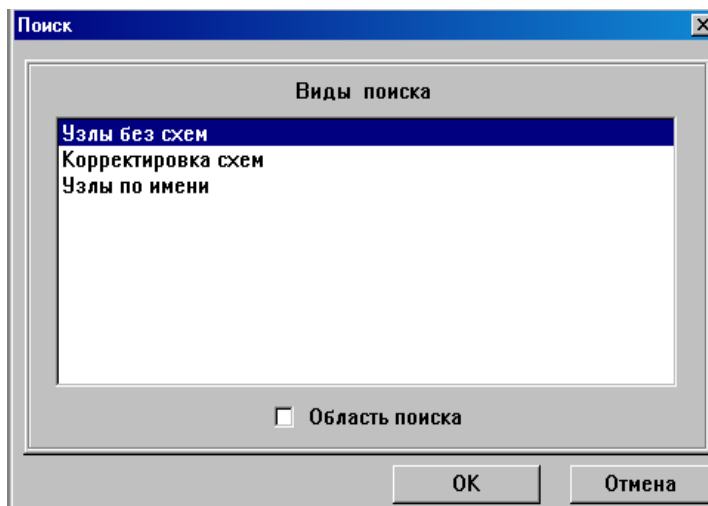 Поиск
Виды поиска
Узлы без схем
Корректировка схем
Узлы по имени
Область поиска
OK
Отмена